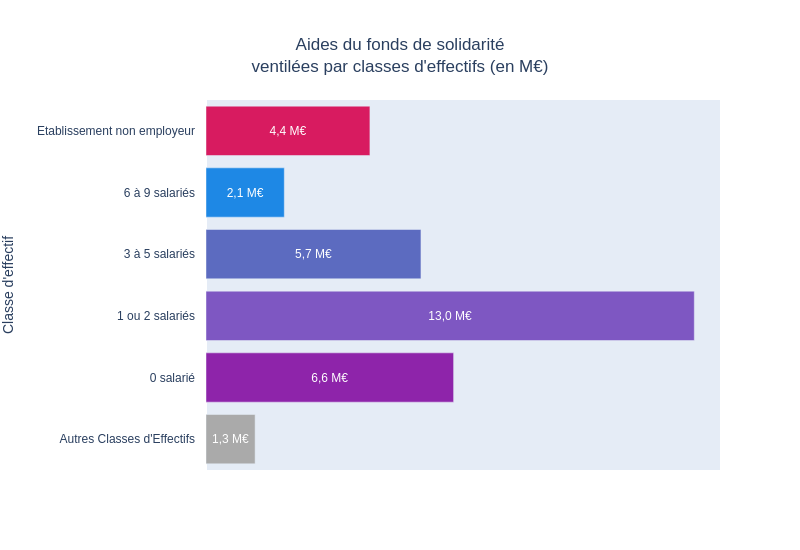 Aides du fonds de solidarité
ventilées par classes d'effectifs (en M€)
Classe d'effectif
Etablissement non employeur
4,4 M€
6 à 9 salariés
2,1 M€
3 à 5 salariés
5,7 M€
1 ou 2 salariés
13,0 M€
0 salarié
6,6 M€
Autres Classes d'Effectifs
1,3 M€